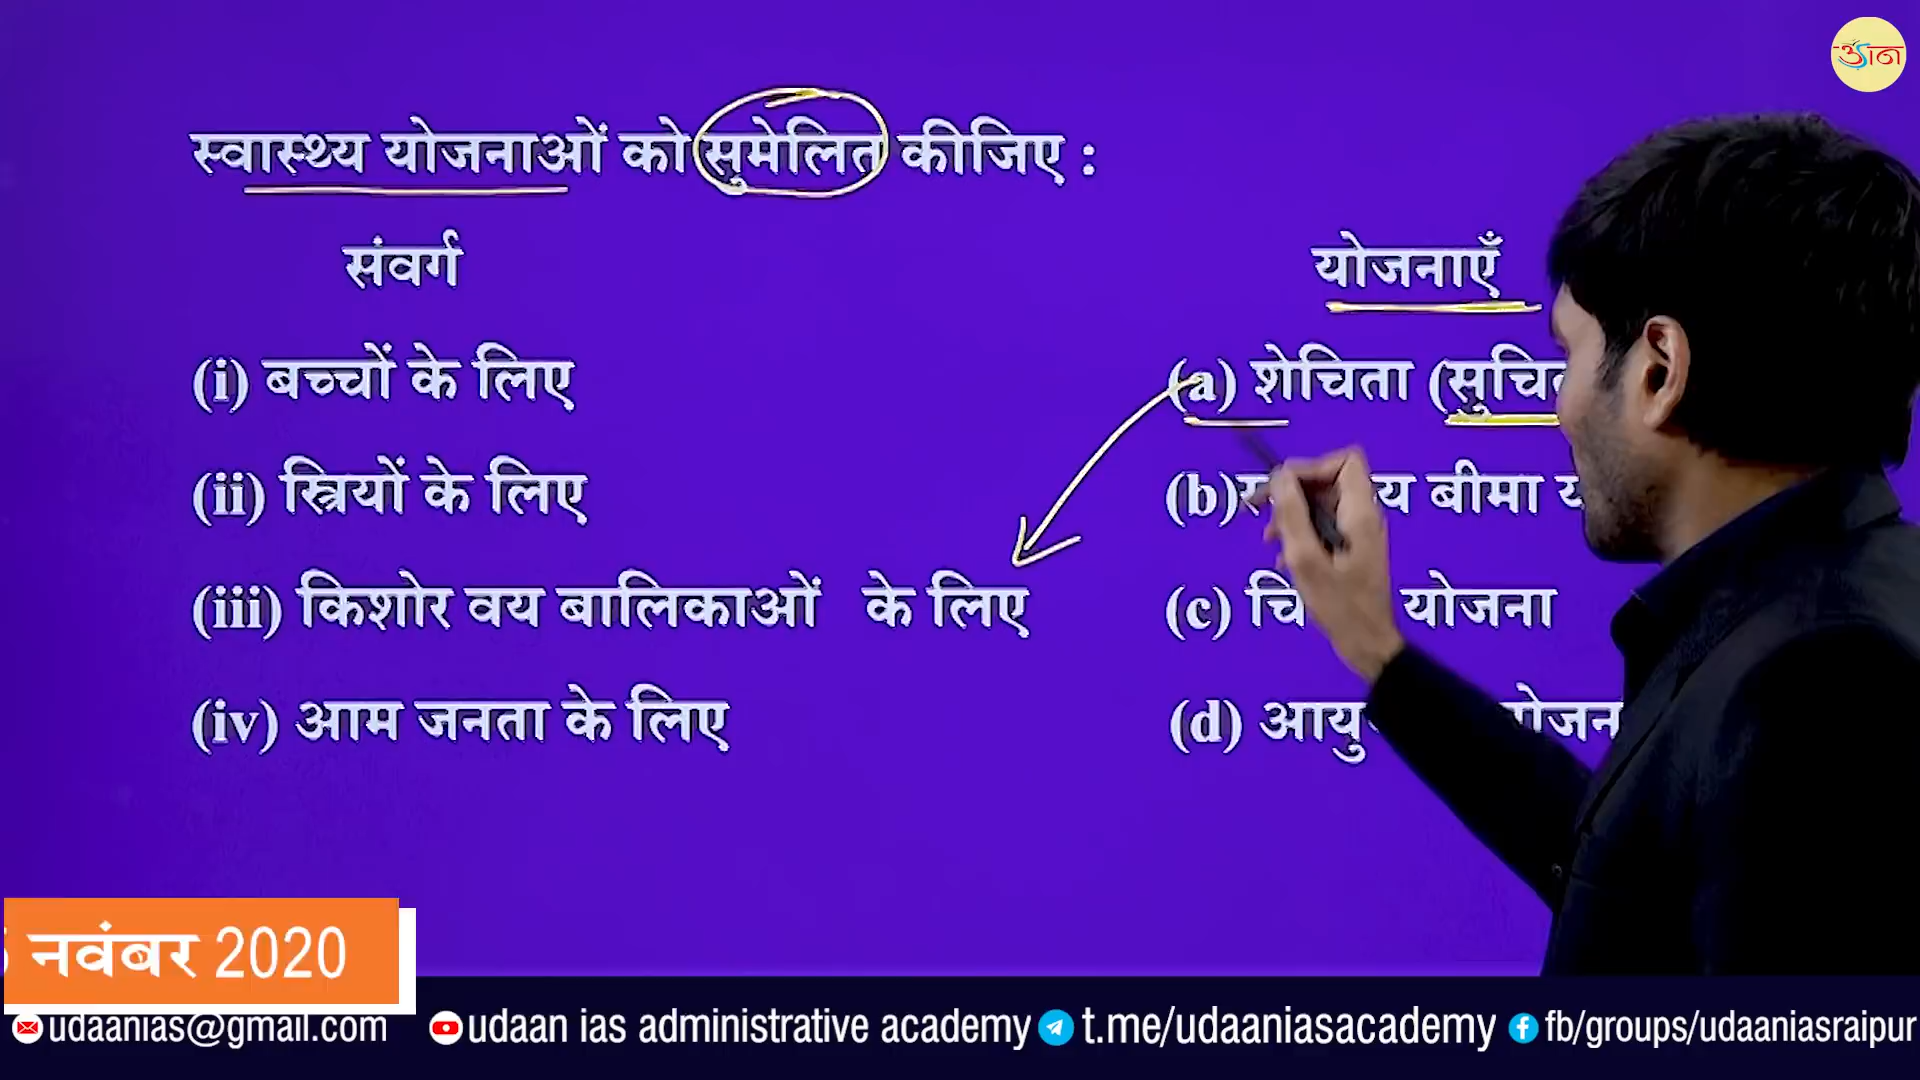 उड़ान
स्वास्थ्य योजनाओं को सुमेलित कीजिए :
संवर्ग
योजनाएँ
(i) बच्चों के लिए
(a) शेचिता
(ii) स्त्रियों के लिए
(b) बीमा
(iii) किशोर वय बालिकाओं के लिए
(c) योजना
(iv) आम जनता के लिए
(d)
नवंबर 2020
udaanias@gmail.com udaan ias administrative academy t.me/udaaniasacademy fb/groups/udaaniasraipur